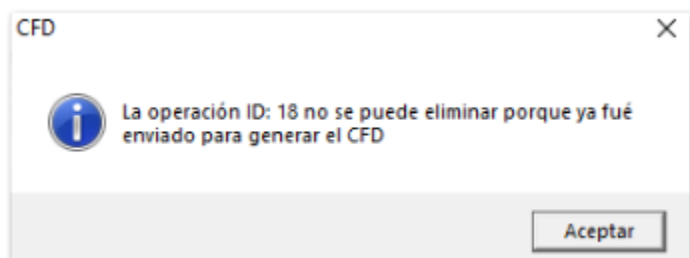 CFD
La operación ID: 18 no se puede eliminar porque ya fué
enviado para generar el CFD
Aceptar